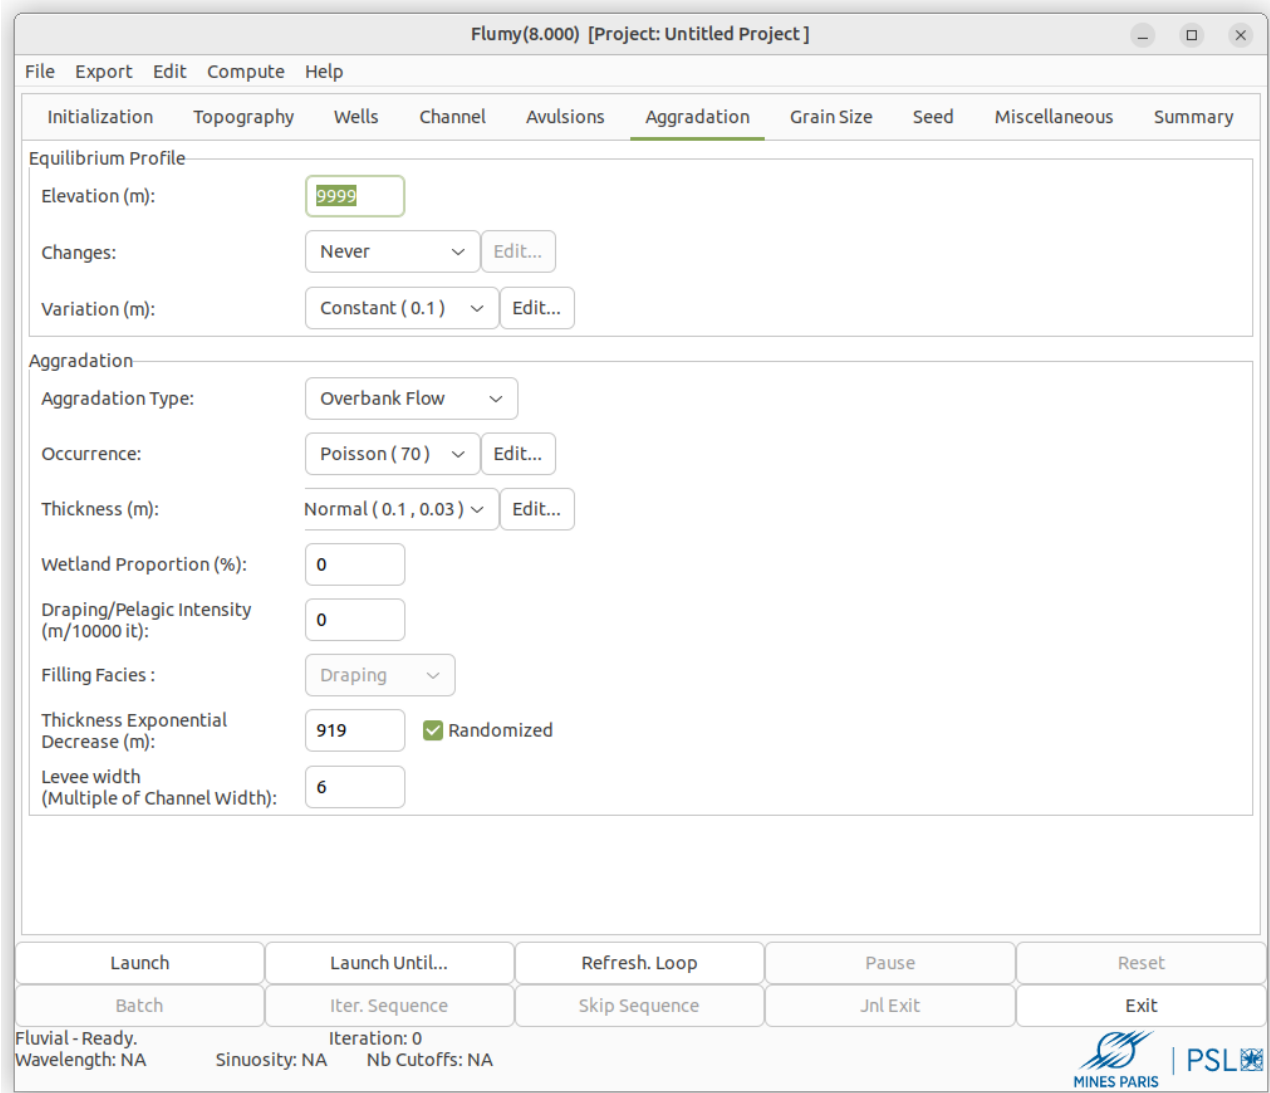 Flumy(8.000)  [Project: Untitled Project ]
File Export Edit Compute Help
Initialization Topography Wells Channel Avulsions Aggradation Grain Size Seed Miscellaneous Summary
Equilibrium Profile
Elevation (m): 9999
Changes: Never Edit...
Variation (m): Constant ( 0.1 ) Edit...
Aggradation
Aggradation Type: Overbank Flow
Occurrence: Poisson ( 70 ) Edit...
Thickness (m): Normal ( 0.1 , 0.03 ) Edit...
Wetland Proportion (%): 0
Draping/Pelagic Intensity
(m/10000 it): 0
Filling Facies : Draping
Thickness Exponential
Decrease (m): 919 Randomized
Levee width
(Multiple of Channel Width): 6
Launch Launch Until... Refresh. Loop Pause Reset
Batch Iter. Sequence Skip Sequence Jnl Exit Exit
Fluvial - Ready. Iteration: 0
Wavelength: NA Sinuosity: NA Nb Cutoffs: NA
MINES PARIS | PSL